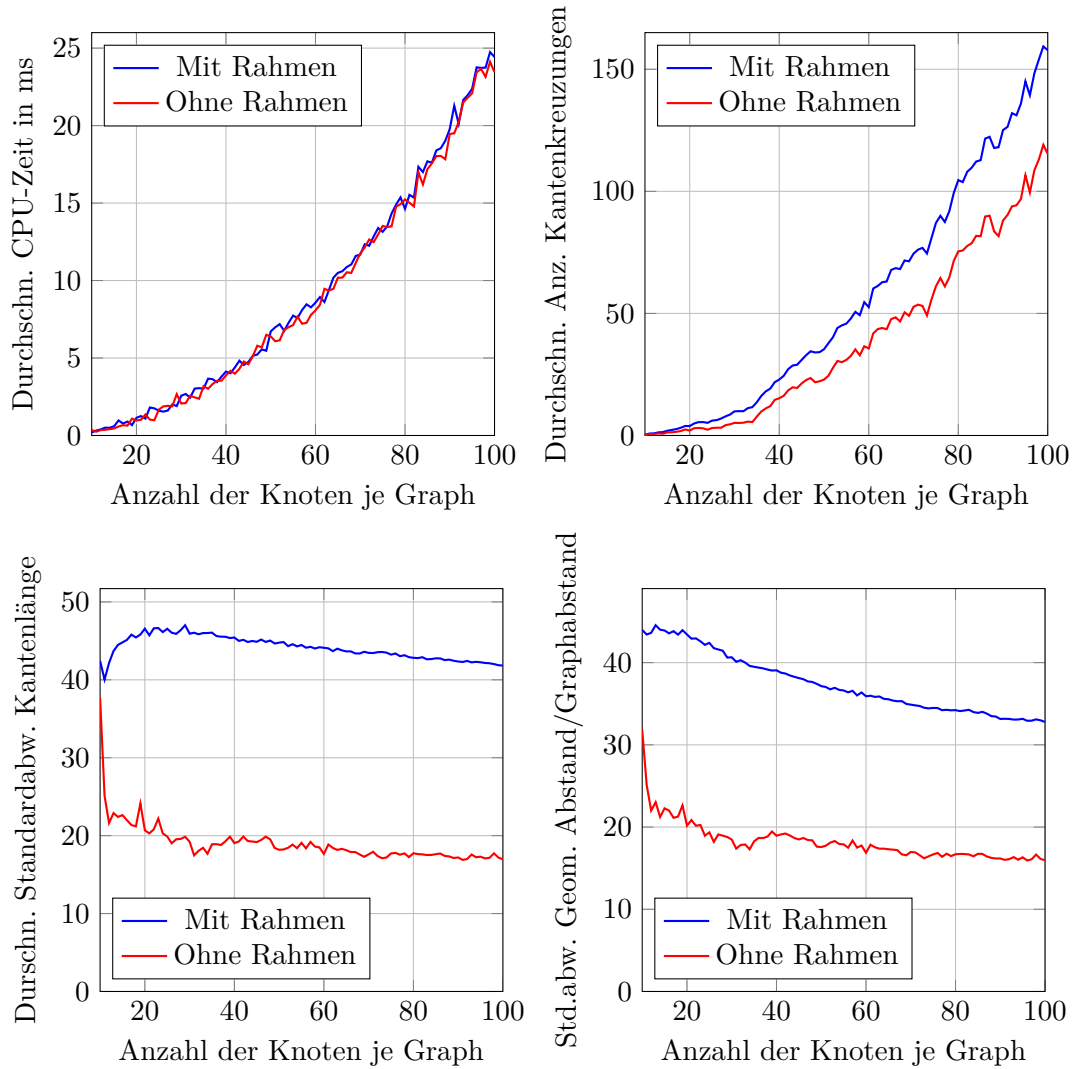 Durchschn. CPU-Zeit in ms
25
20
15
10
5
0
Mit Rahmen
Ohne Rahmen
20 40 60 80 100
Anzahl der Knoten je Graph
Durchschn. Anz. Kantenkreuzungen
150
100
50
0
Mit Rahmen
Ohne Rahmen
20 40 60 80 100
Anzahl der Knoten je Graph
Durschn. Standardabw. Kantenlänge
50
40
30
20
10
0
Mit Rahmen
Ohne Rahmen
20 40 60 80 100
Anzahl der Knoten je Graph
Std.abw. Geom. Abstand/Graphabstand
40
30
20
10
0
Mit Rahmen
Ohne Rahmen
20 40 60 80 100
Anzahl der Knoten je Graph